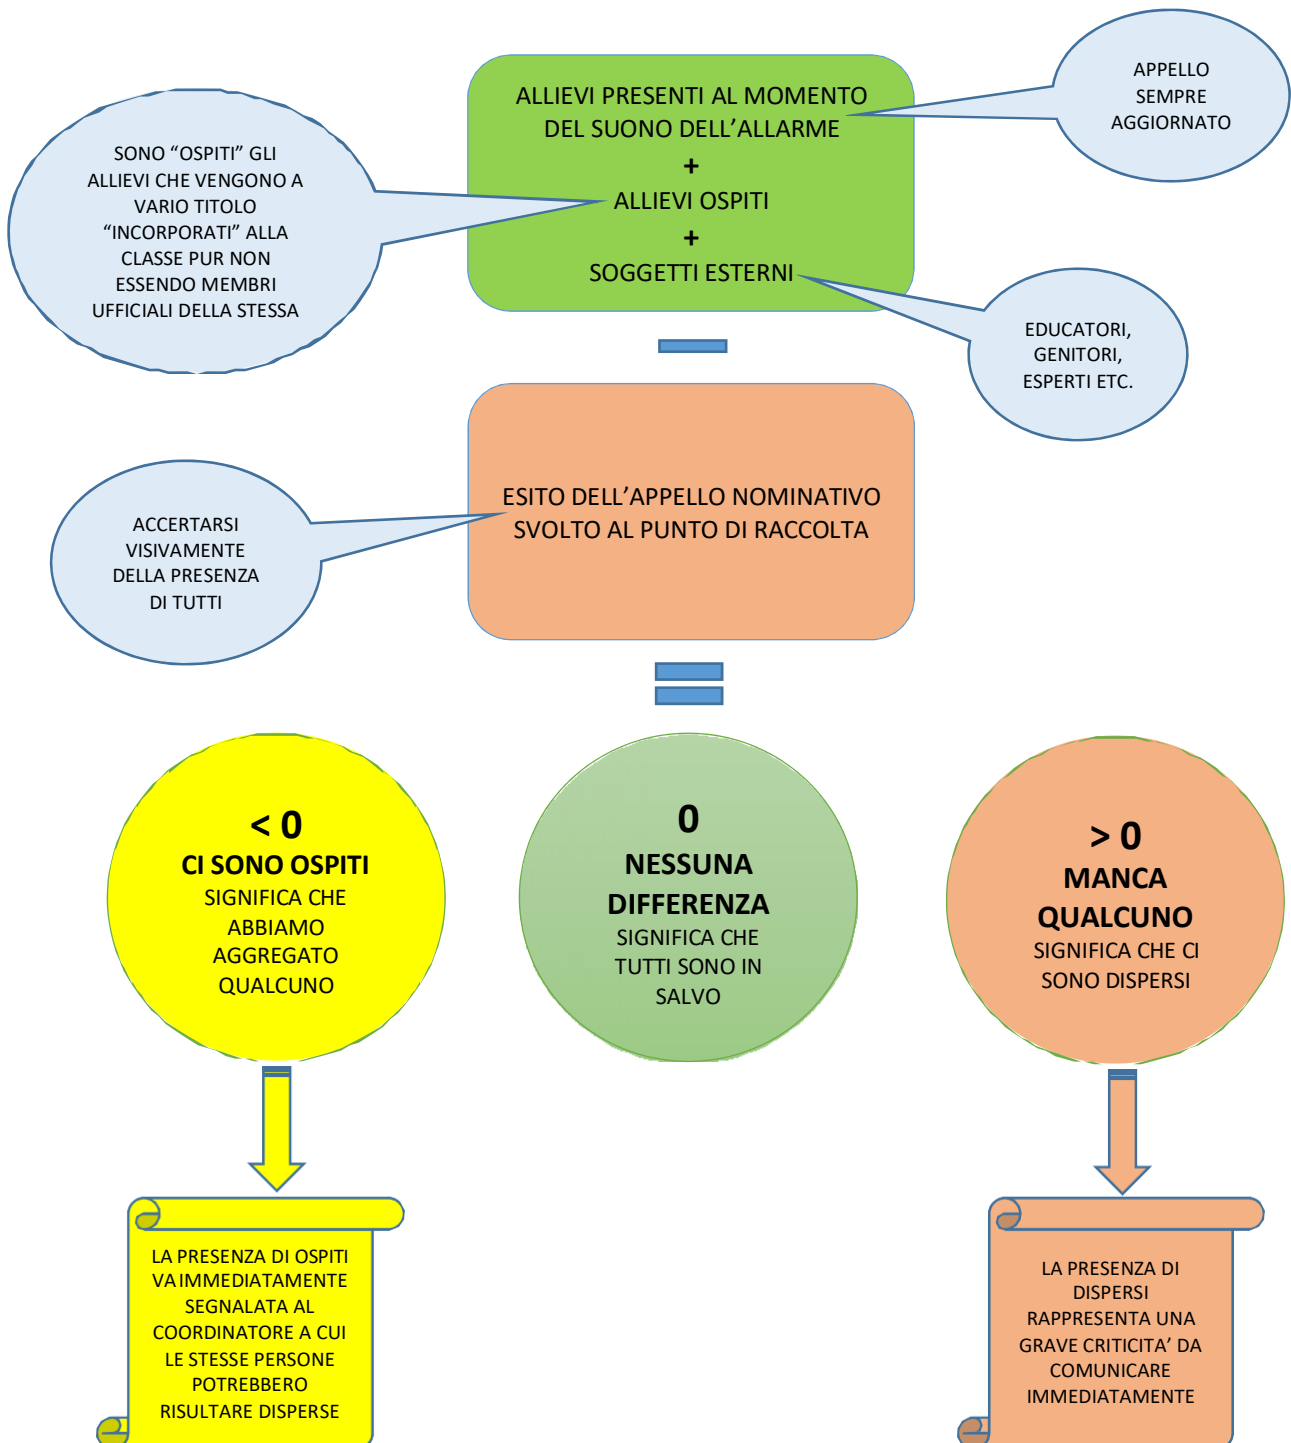 APPELLO
SEMPRE
AGGIORNATO
ALLIEVI PRESENTI AL MOMENTO
DEL SUONO DELL’ALLARME
+
ALLIEVI OSPITI
+
SOGGETTI ESTERNI
SONO “OSPITI” GLI
ALLIEVI CHE VENGONO A
VARIO TITOLO
“INCORPORATI” ALLA
CLASSE PUR NON
ESSENDO MEMBRI
UFFICIALI DELLA STESSA
EDUCATORI,
GENITORI,
ESPERTI ETC.
ESITO DELL’APPELLO NOMINATIVO
SVOLTO AL PUNTO DI RACCOLTA
ACCERTARSI
VISIVAMENTE
DELLA PRESENZA
DI TUTTI
< 0
CI SONO OSPITI
SIGNIFICA CHE
ABBIAMO
AGGREGATO
QUALCUNO
0
NESSUNA
DIFFERENZA
SIGNIFICA CHE
TUTTI SONO IN
SALVO
> 0
MANCA
QUALCUNO
SIGNIFICA CHE CI
SONO DISPERSI
LA PRESENZA DI OSPITI
VA IMMEDIATAMENTE
SEGNALATA AL
COORDINATORE A CUI
LE STESSE PERSONE
POTREBBERO
RISULTARE DISPERSE
LA PRESENZA DI
DISPERSI
RAPPRESENTA UNA
GRAVE CRITICITA’ DA
COMUNICARE
IMMEDIATAMENTE